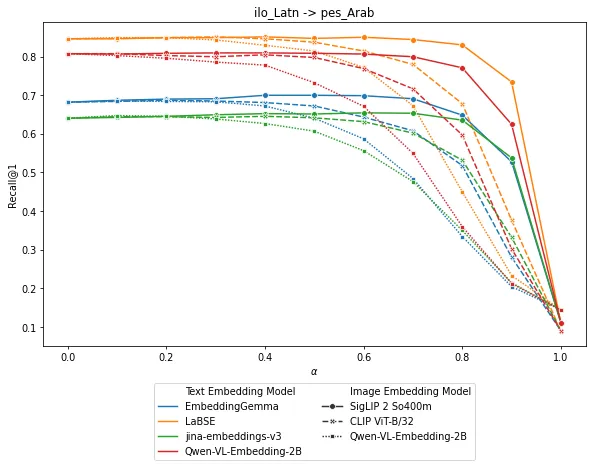 ilo_Latn -> pes_Arab
Recall@1
0.8
0.7
0.6
0.5
0.4
0.3
0.2
0.1
0.0 0.2 0.4 0.6 0.8 1.0
α
Text Embedding Model Image Embedding Model
EmbeddingGemma SigLIP 2 So400m
LaBSE CLIP ViT-B/32
jina-embeddings-v3 Qwen-VL-Embedding-2B
Qwen-VL-Embedding-2B